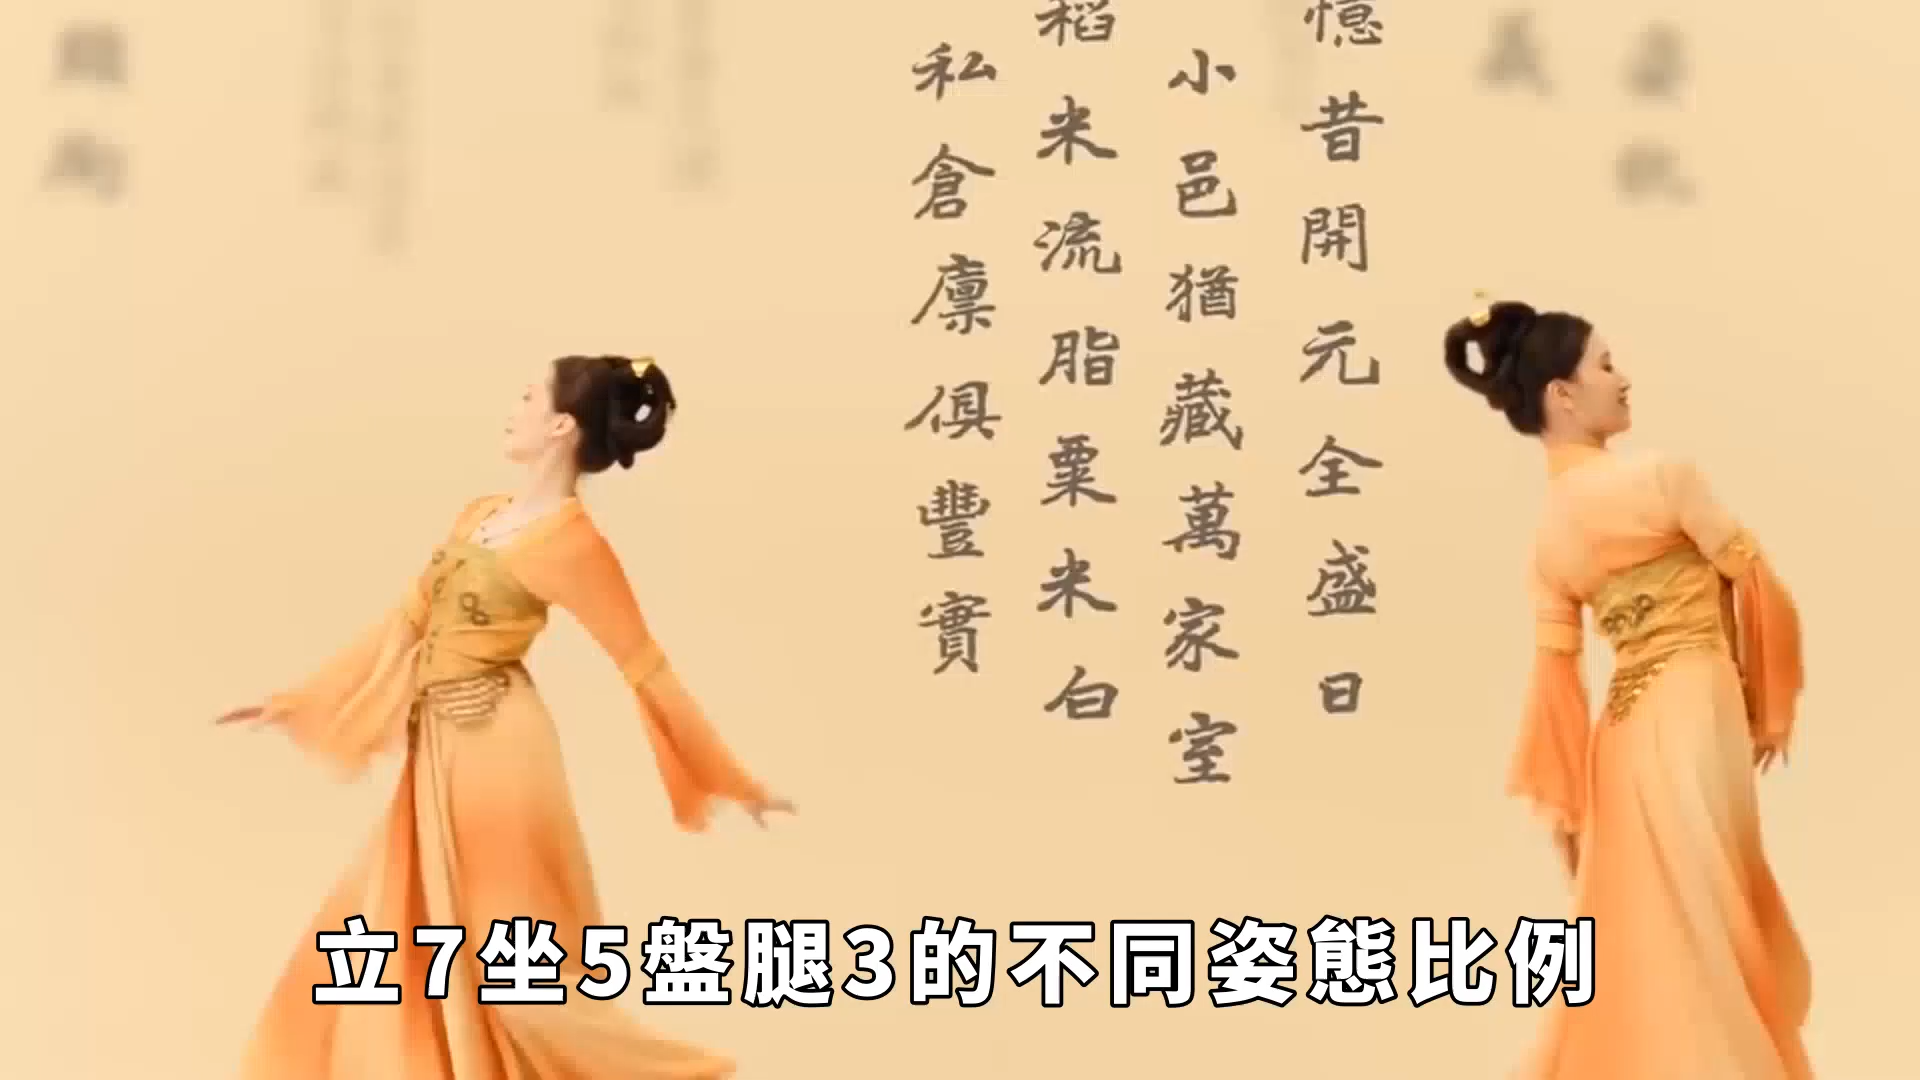 憶昔開元全盛日
小邑猶藏萬家室
稻米流脂粟米白
私倉廩俱豐實
立7坐5盤腿3的不同姿態比例